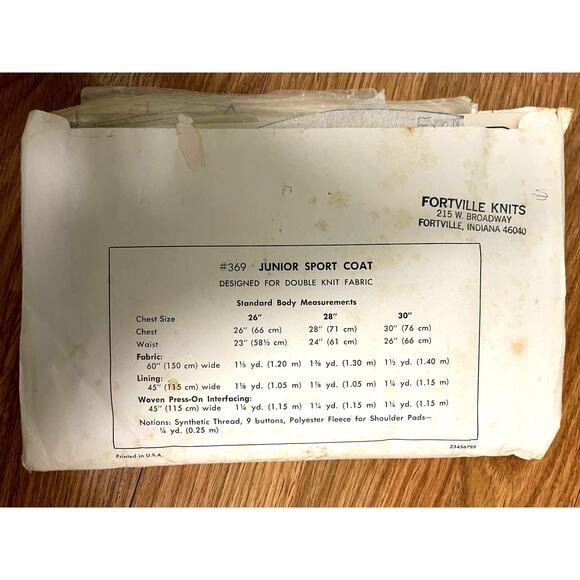 FORTVILLE KNITS
215 W. BROADWAY
FORTVILLE, INDIANA 46040
#369 JUNIOR SPORT COAT
DESIGNED FOR DOUBLE KNIT FABRIC
Standard Body Measurements
Chest Size 26" 28" 30"
Chest 26" (66 cm) 28" (71 cm) 30" (76 cm)
Waist 23" (58½ cm) 24" (61 cm) 26" (66 cm)
Fabric:
60" (150 cm) wide 1½ yd. (1.20 m) 1⅜ yd. (1.30 m) 1½ yd. (1.40 m)
Lining:
45" (115 cm) wide 1⅛ yd. (1.05 m) 1⅛ yd. (1.05 m) 1¼ yd. (1.15 m)
Woven Press-On Interfacing:
45" (115 cm) wide 1¼ yd. (1.15 m) 1¼ yd. (1.15 m) 1¼ yd. (1.15 m)
Notions: Synthetic Thread, 9 buttons, Polyester Fleece for Shoulder Pads—
¼ yd. (0.25 m)
Printed in U.S.A.
23456799